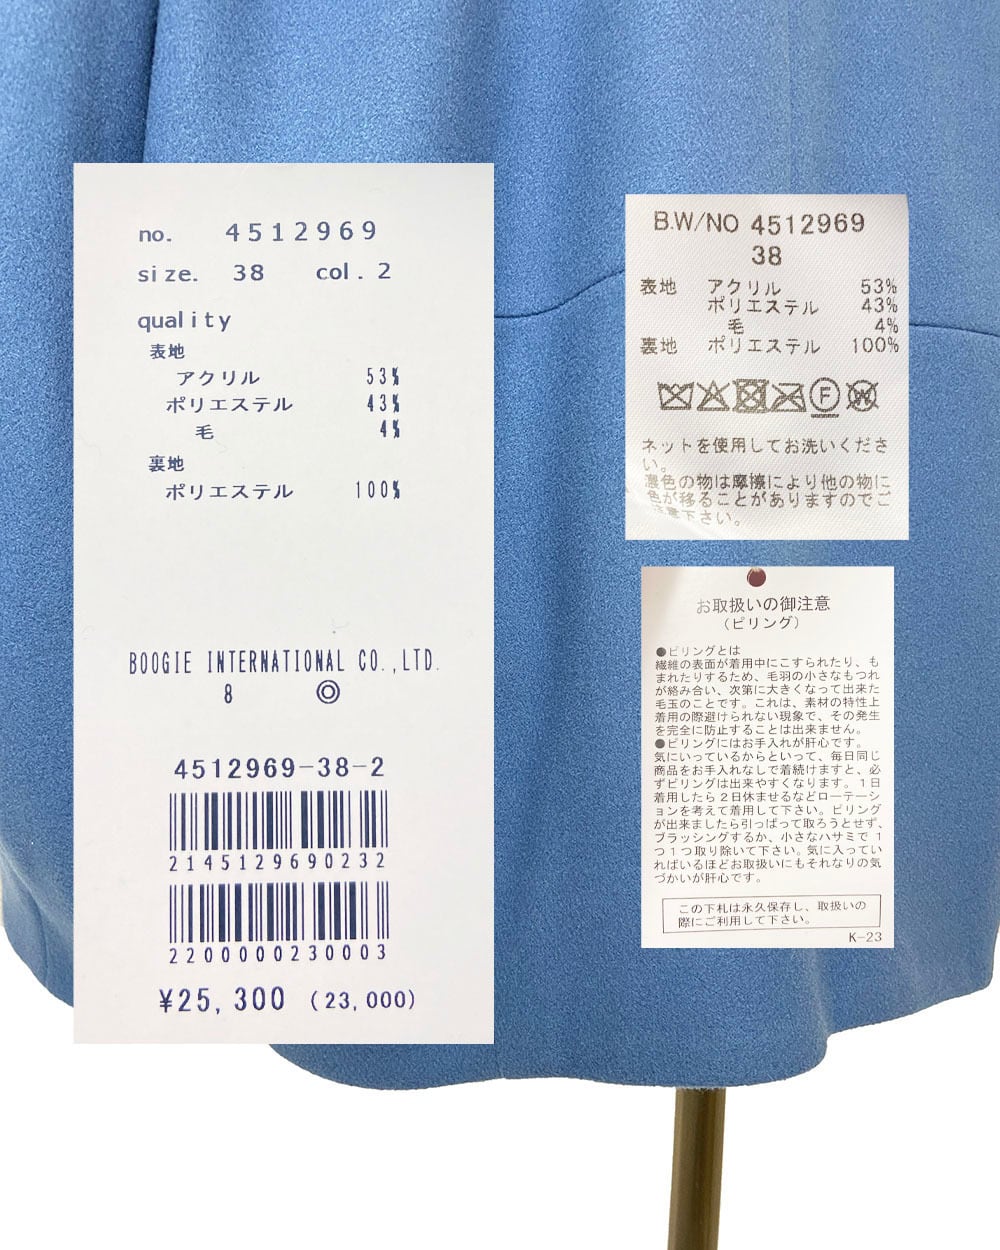 no. 4512969
size. 38 col. 2
quality
表地
アクリル 53%
ポリエステル 43%
毛 4%
裏地
ポリエステル 100%
BOOGIE INTERNATIONAL CO.,LTD.
8 ◎
4512969-38-2
2145129690232
2200000230003
¥25,300 (23,000)
B.W/NO 4512969
38
表地 アクリル 53%
ポリエステル 43%
毛 4%
裏地 ポリエステル 100%
F
W
ネットを使用してお洗いくださ
い。
濃色の物は摩擦により他の物に
色が移ることがありますのでご
注意下さい。
お取扱いの御注意
(ピリング)
●ピリングとは
繊維の表面が着用中にこすられたり、も
まれたりするため、毛羽の小さなもつれ
が絡み合い、次第に大きくなって出来た
毛玉のことです。これは、素材の特性上
着用の際避けられない現象で、その発生
を完全に防止することは出来ません。
●ピリングにはお手入れが肝心です。
気にいっているからといって、毎日同じ
商品をお手入れなしで着続けますと、必
ずピリングは出来やすくなります。1日
着用したら2日休ませるなどローテーシ
ョンを考えて着用して下さい。ピリング
が出来ましたら引っぱって取ろうとせず、
ブラッシングするか、小さなハサミで1
つ1つ取り除いて下さい。気に入ってい
ればいるほどお取扱いにもそれなりの気
づかいが肝心です。
この下札は永久保存し、取扱いの
際にご利用して下さい。
K-23